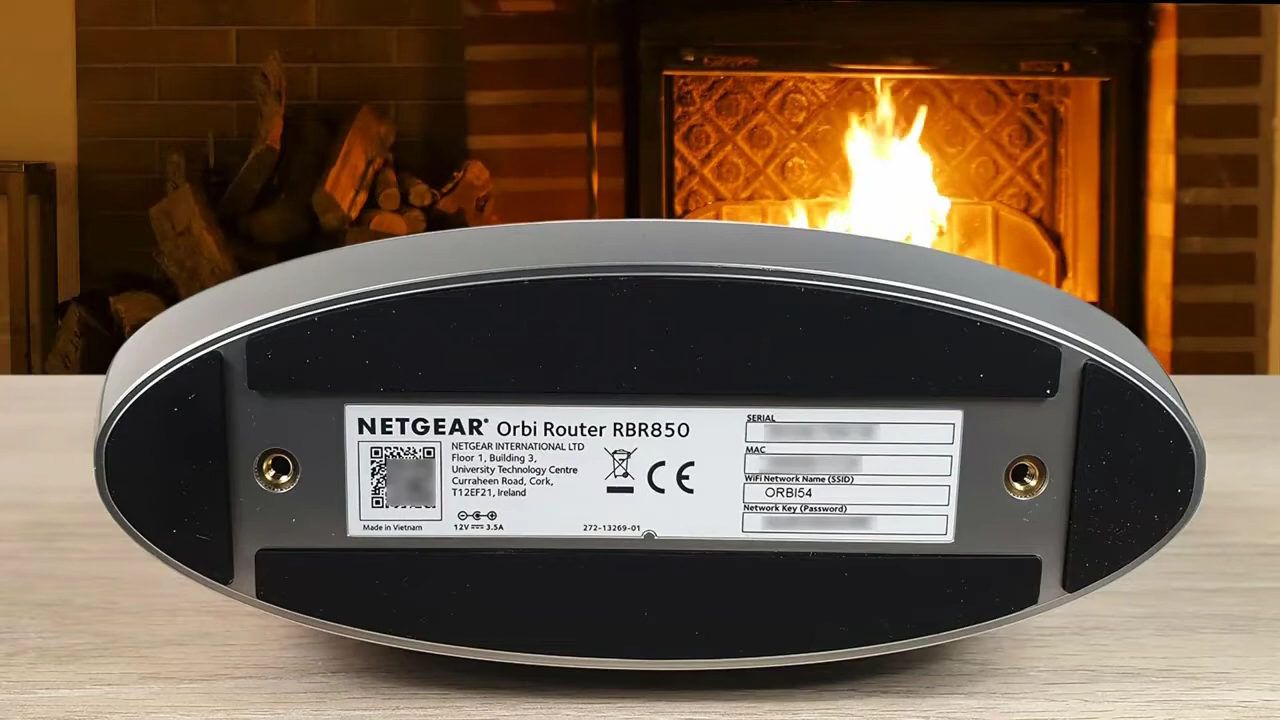 NETGEAR® Orbi Router RBR850
NETGEAR INTERNATIONAL LTD
Floor 1, Building 3,
University Technology Centre
Curraheen Road, Cork,
T12EF21, Ireland
CE
Made in Vietnam
12V 3.5A
272-13269-01
SERIAL
MAC
WiFi Network Name (SSID)
ORBI54
Network Key (Password)